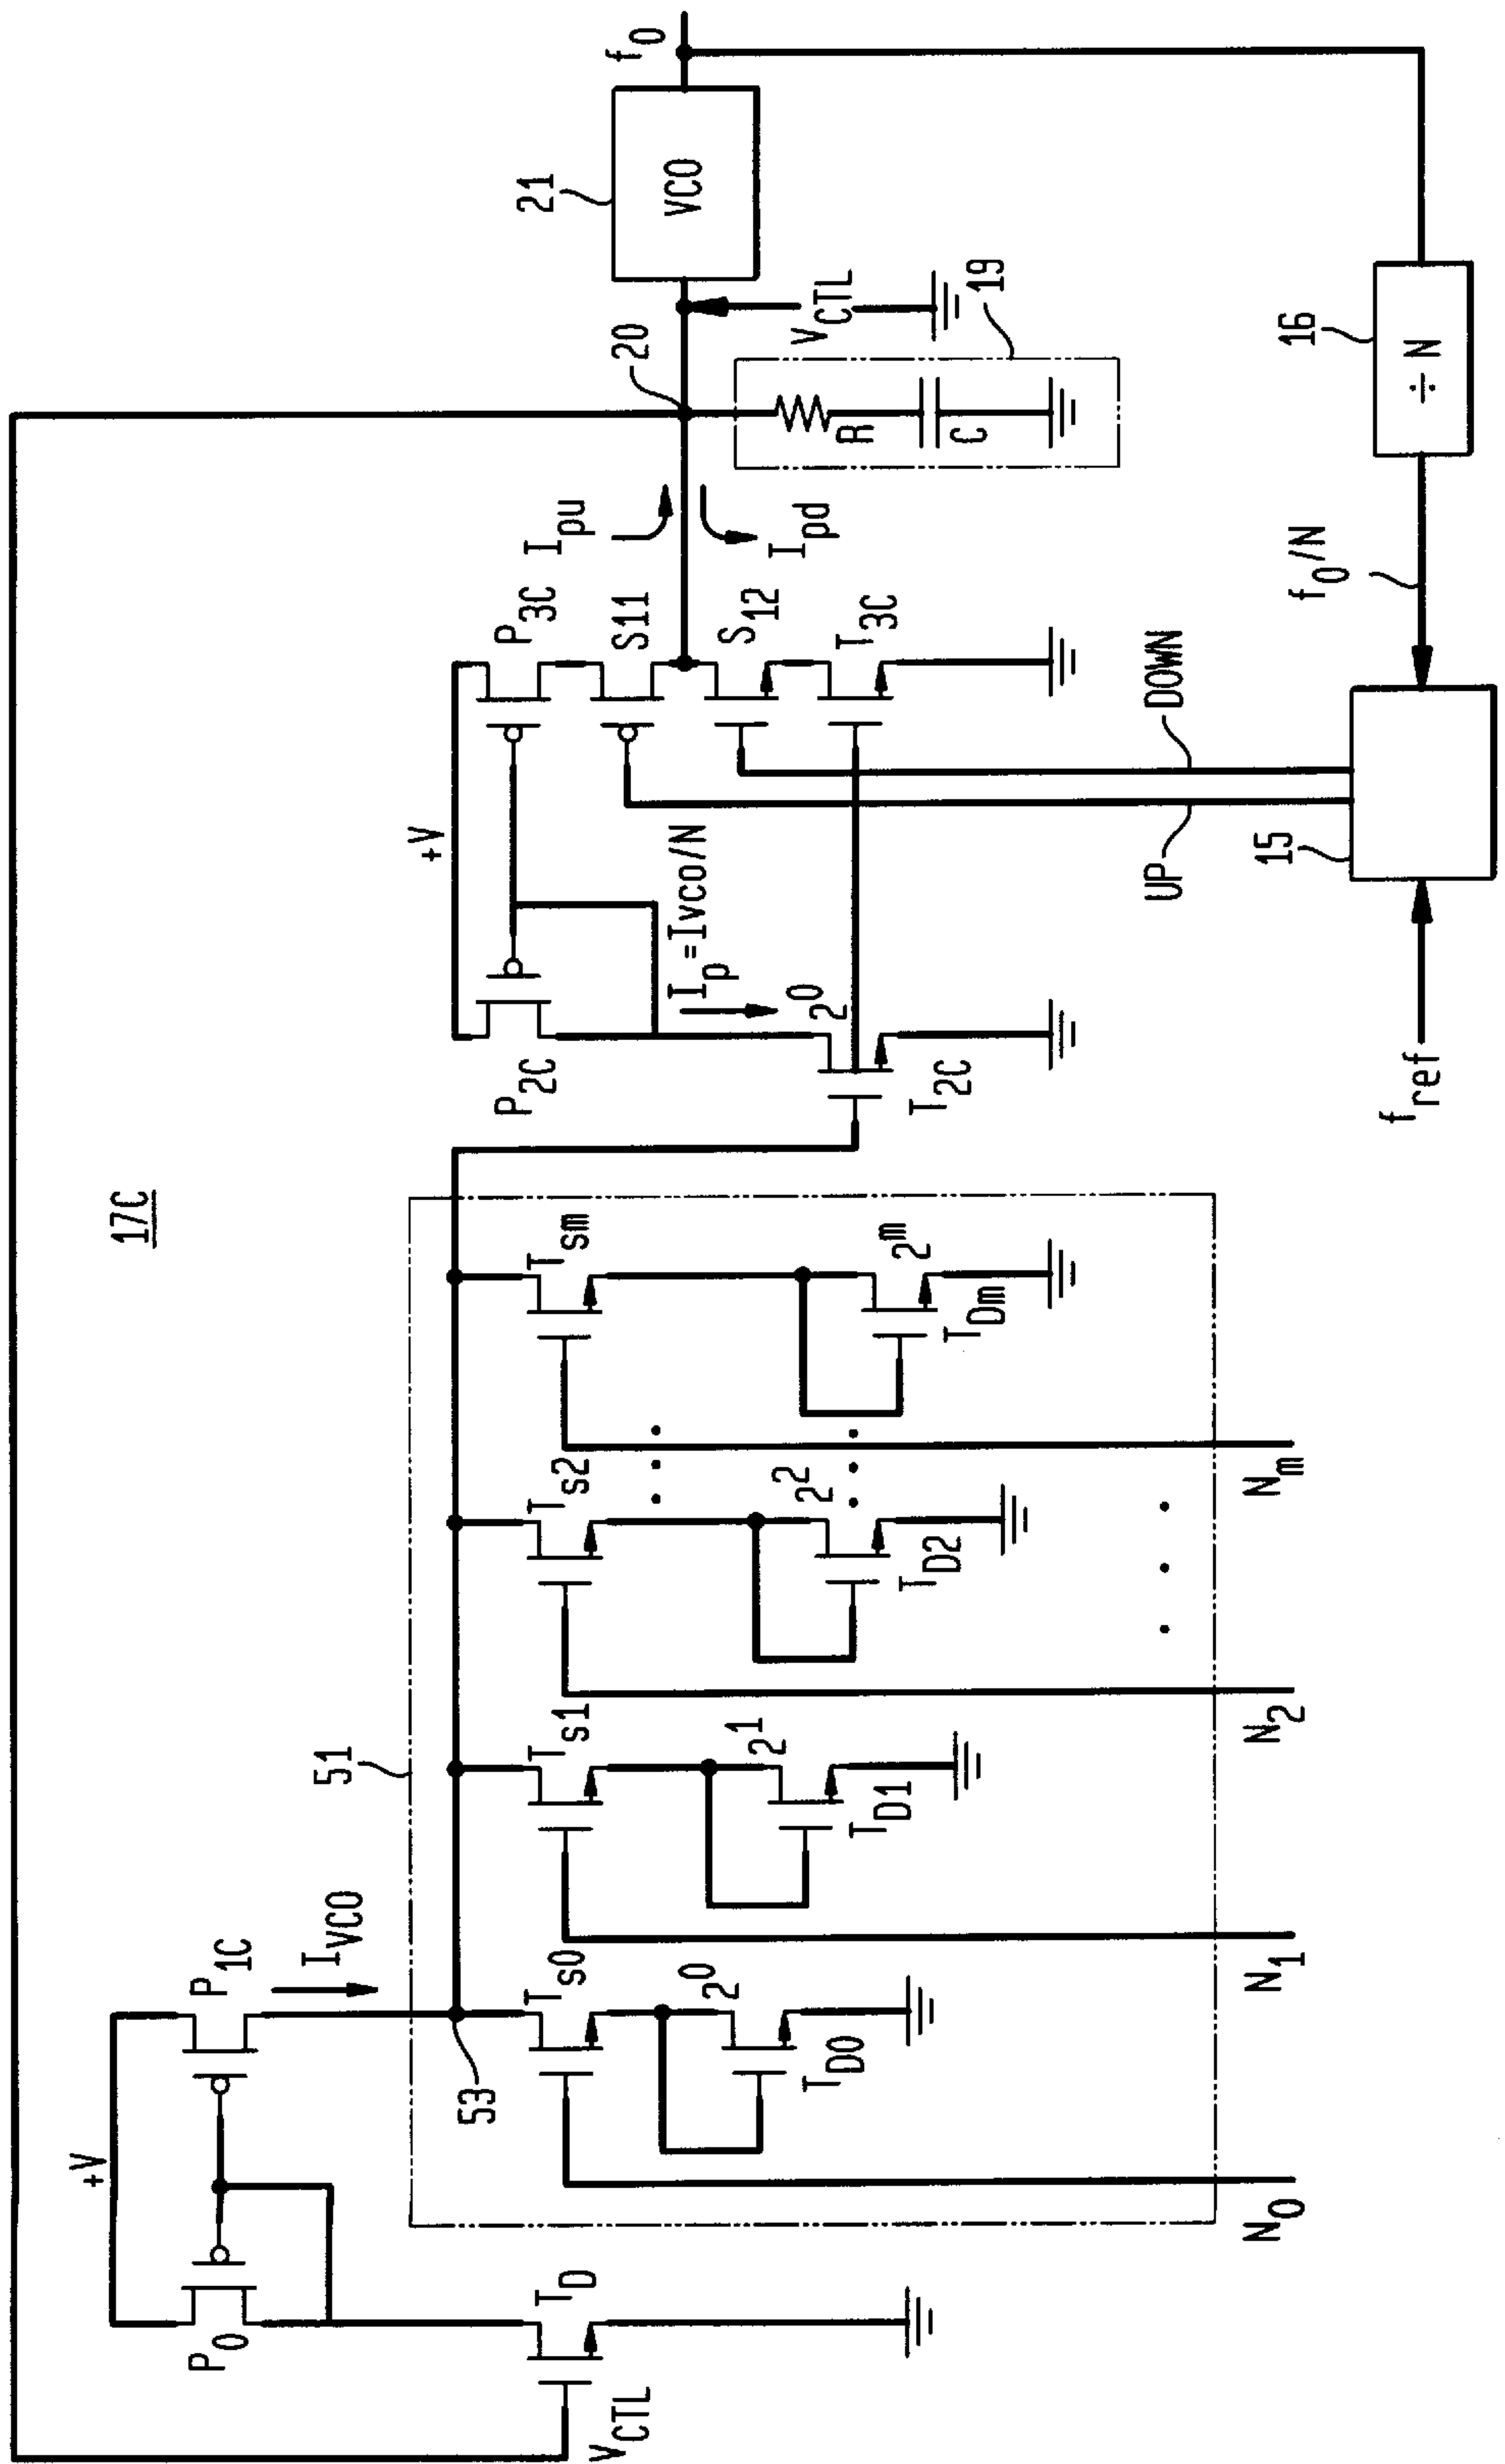 17C
+V
P0
P1C
IVCO
TD
VCTL
53
51
Ts0
Ts1
Ts2
Tsm
20
21
22
2m
TD0
TD1
TD2
TDm
N0
N1
N2
Nm
+V
P2C
P3C
Ip=IVCO/N
20
T2C
S11
S12
T3C
Ipu
Ipd
20
R
C
19
VCTL
21
VCO
f0
UP
DOWN
15
fref
f0/N
16
÷ N